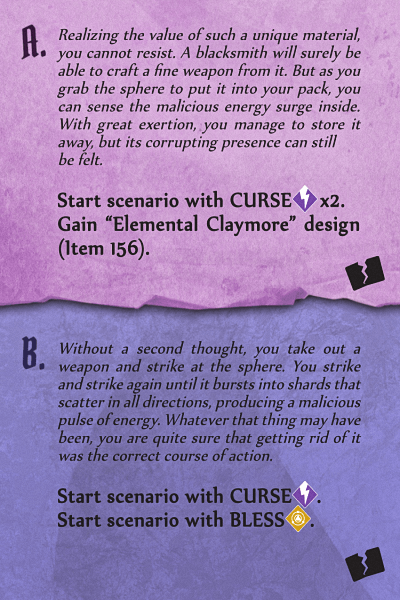 A.
Realizing the value of such a unique material,
you cannot resist. A blacksmith will surely be
able to craft a fine weapon from it. But as you
grab the sphere to put it into your pack, you
can sense the malicious energy surge inside.
With great exertion, you manage to store it
away, but its corrupting presence can still
be felt.
Start scenario with CURSE x2.
Gain “Elemental Claymore” design
(Item 156).
B.
Without a second thought, you take out a
weapon and strike at the sphere. You strike
and strike again until it bursts into shards that
scatter in all directions, producing a malicious
pulse of energy. Whatever that thing may have
been, you are quite sure that getting rid of it
was the correct course of action.
Start scenario with CURSE.
Start scenario with BLESS.